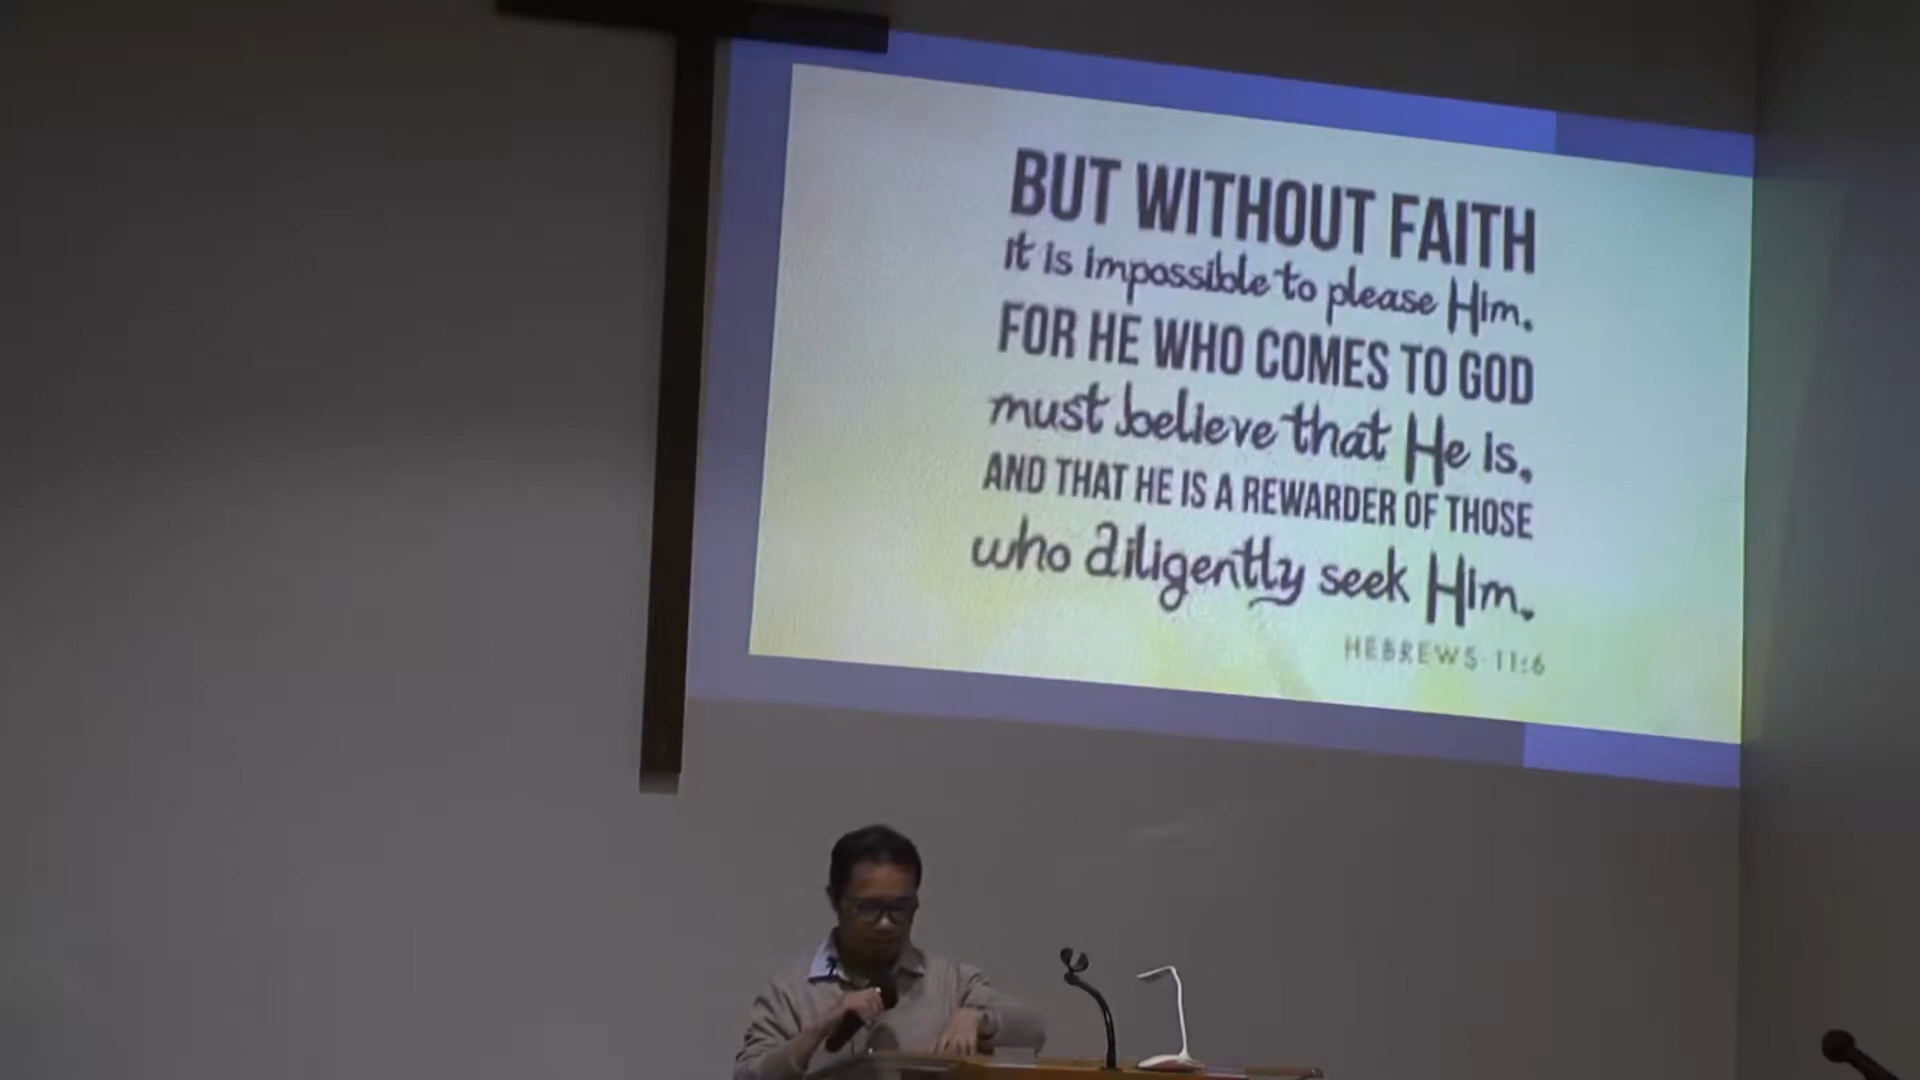 BUT WITHOUT FAITH
it is impossible to please Him.
FOR HE WHO COMES TO GOD
must believe that He is,
AND THAT HE IS A REWARDER OF THOSE
who diligently seek Him.
HEBREWS 11:6